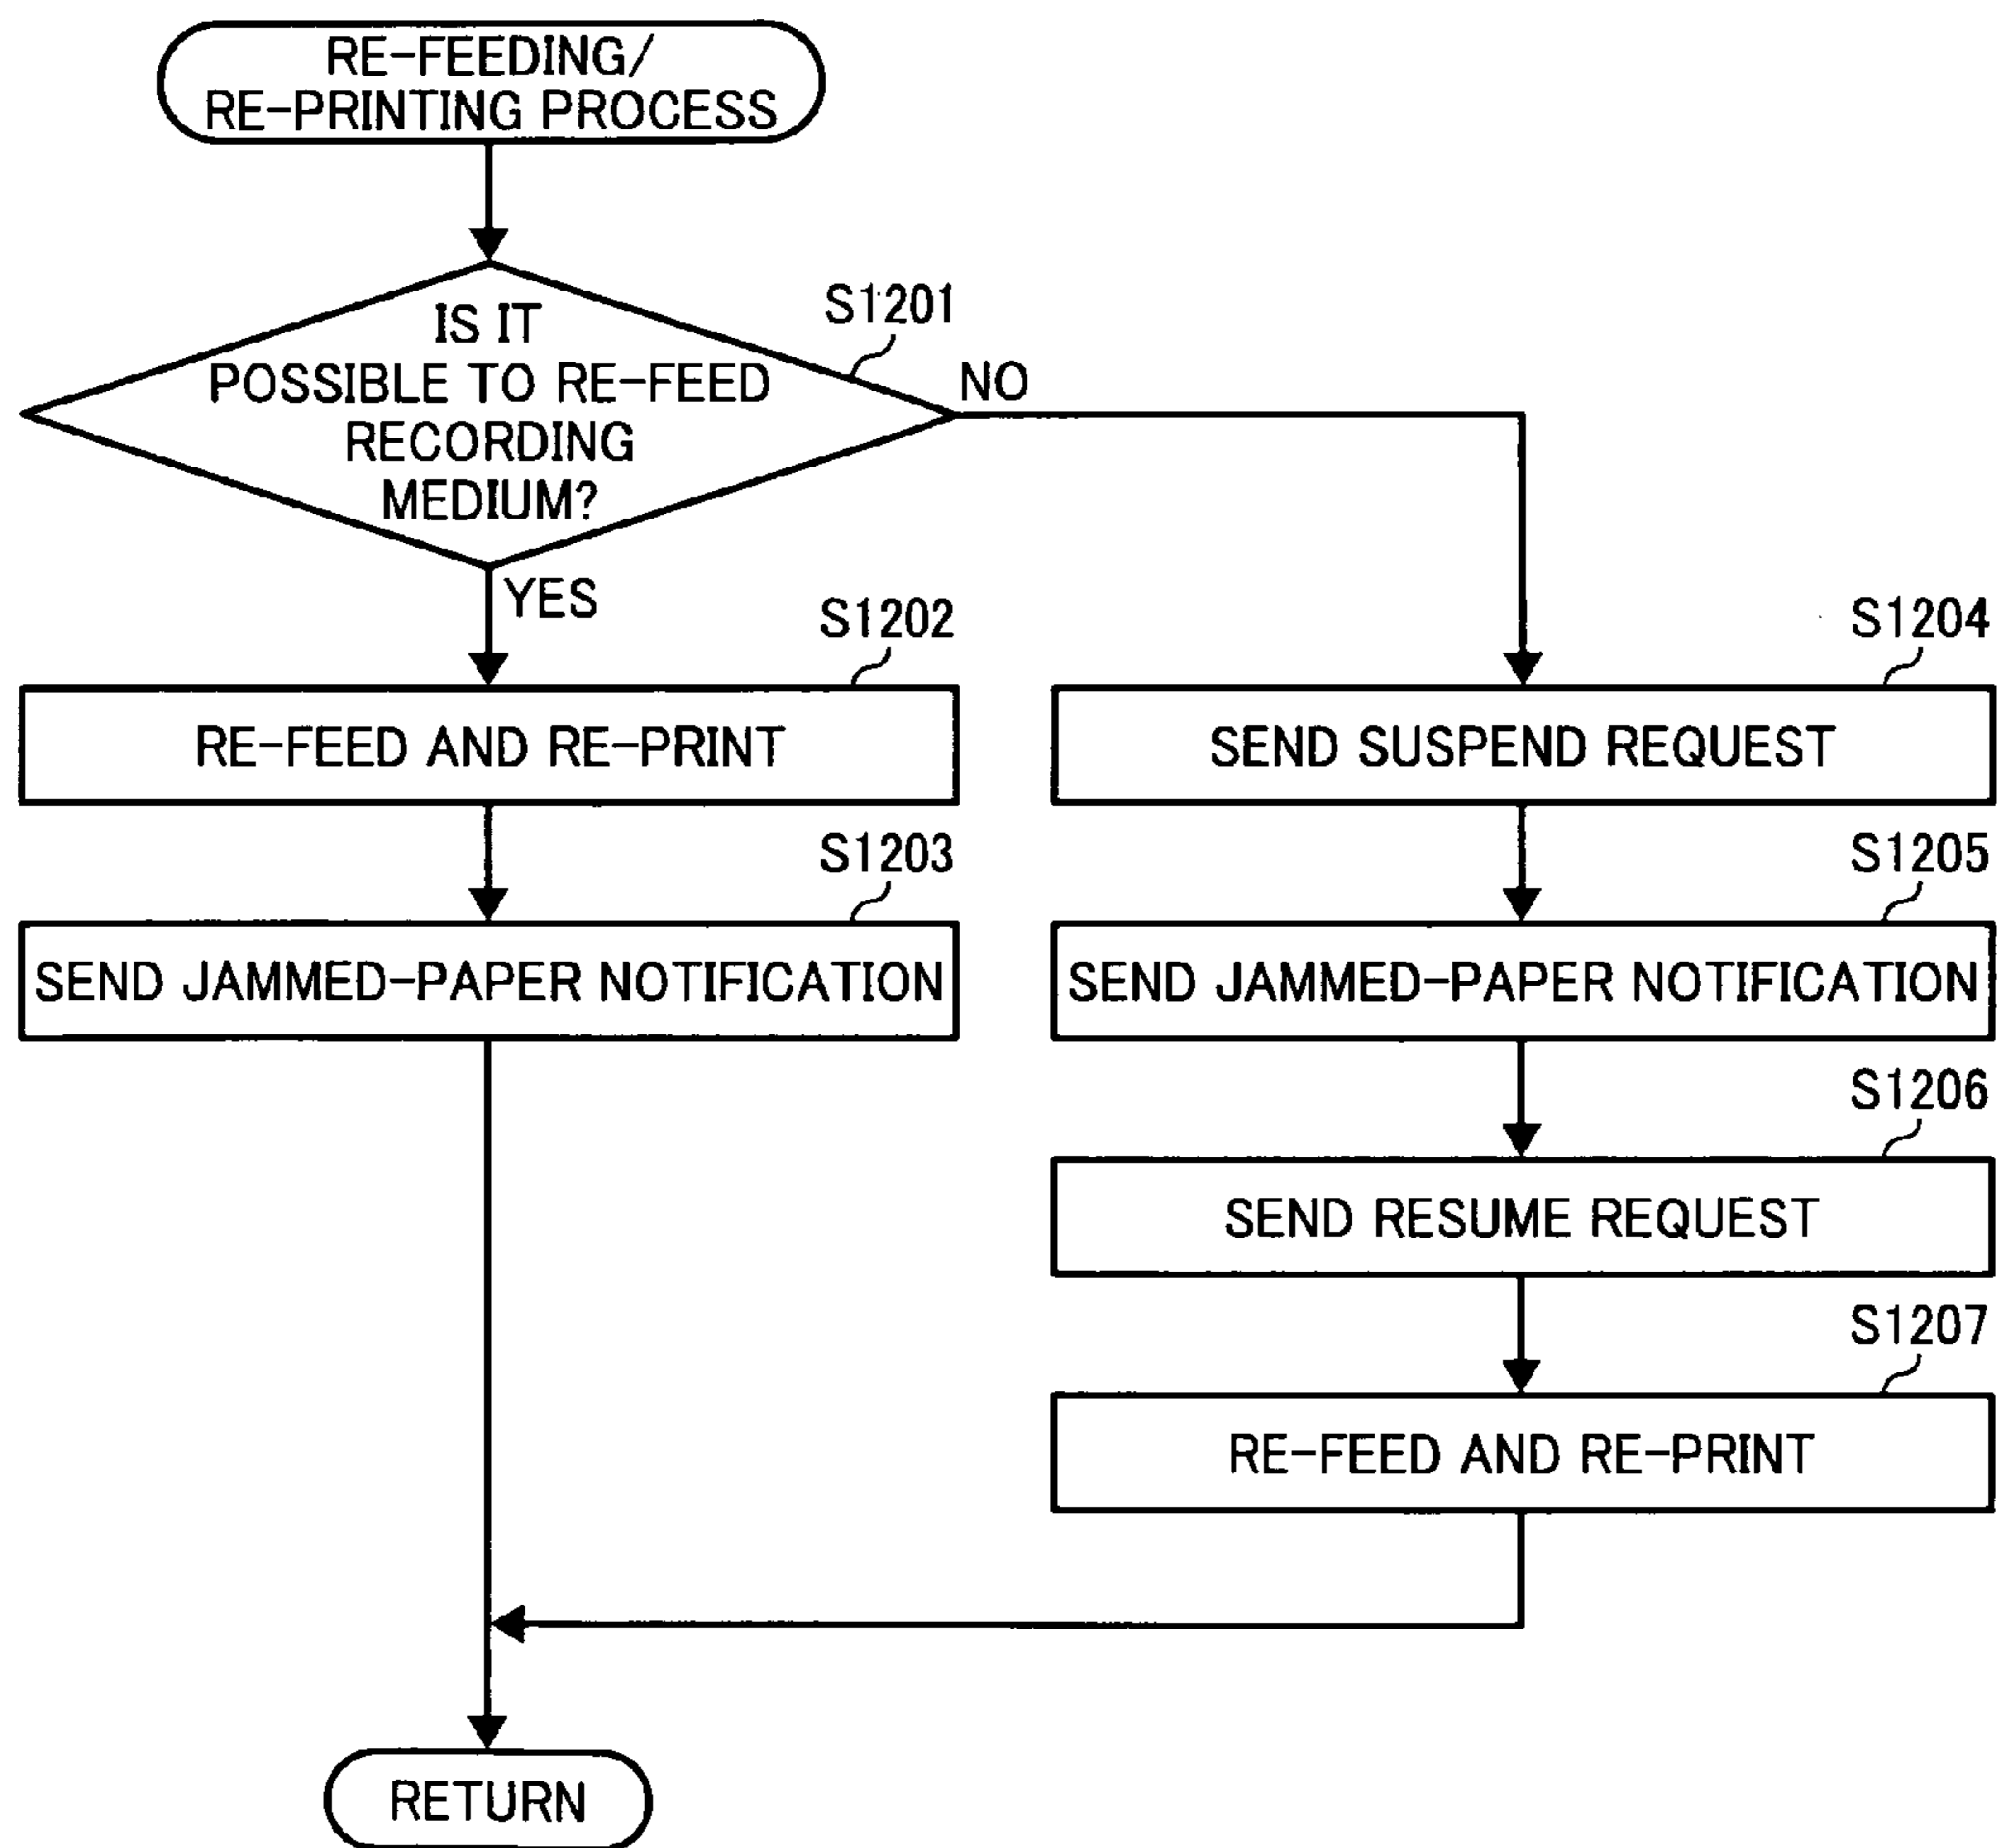 RE-FEEDING/
RE-PRINTING PROCESS
IS IT
POSSIBLE TO RE-FEED
RECORDING
MEDIUM?
S1201
NO
YES
S1202
RE-FEED AND RE-PRINT
S1203
SEND JAMMED-PAPER NOTIFICATION
S1204
SEND SUSPEND REQUEST
S1205
SEND JAMMED-PAPER NOTIFICATION
S1206
SEND RESUME REQUEST
S1207
RE-FEED AND RE-PRINT
RETURN